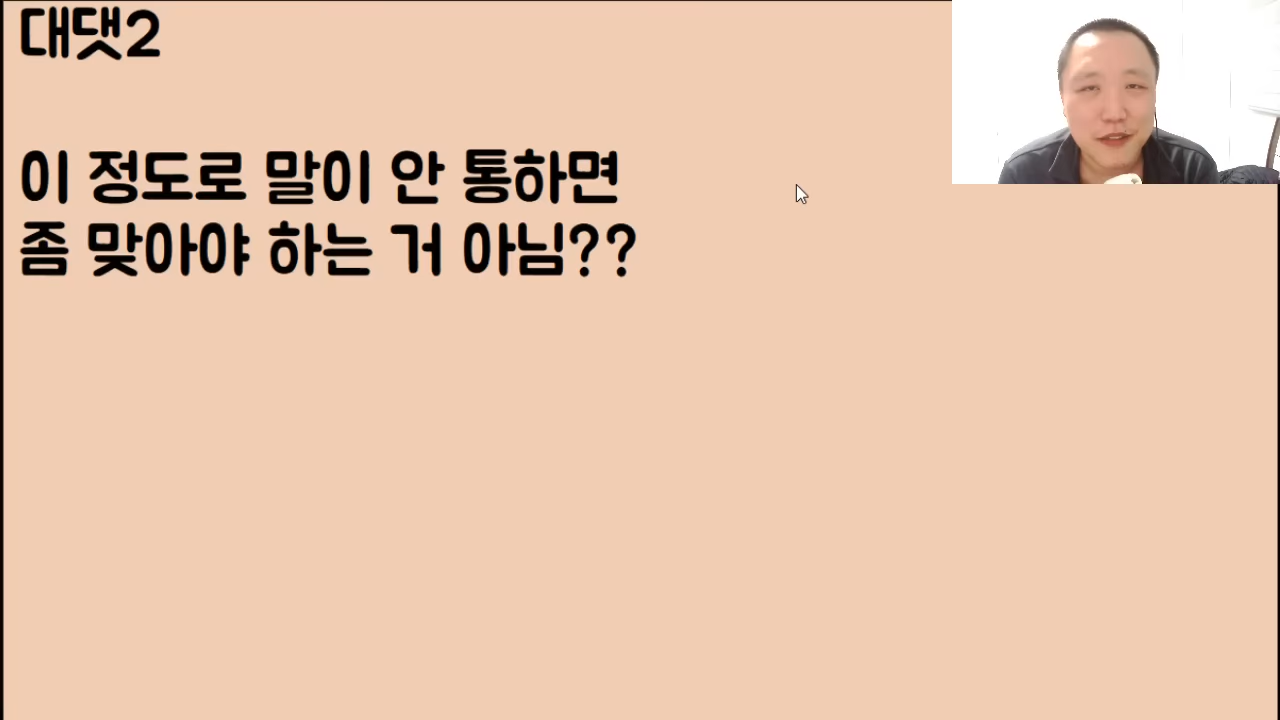 대댓2
이 정도로 말이 안 통하면
좀 맞아야 하는 거 아님??